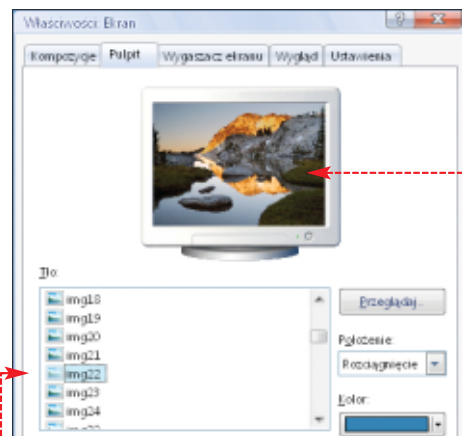 Właściwości: Ekran
Kompozycje Pulpit Wygaszacz ekranu Wygląd Ustawienia
Tło:
img18
img19
img20
img21
img22
img23
img24
Przeglądaj...
Położenie:
Rozciągnięcie
Kolor: